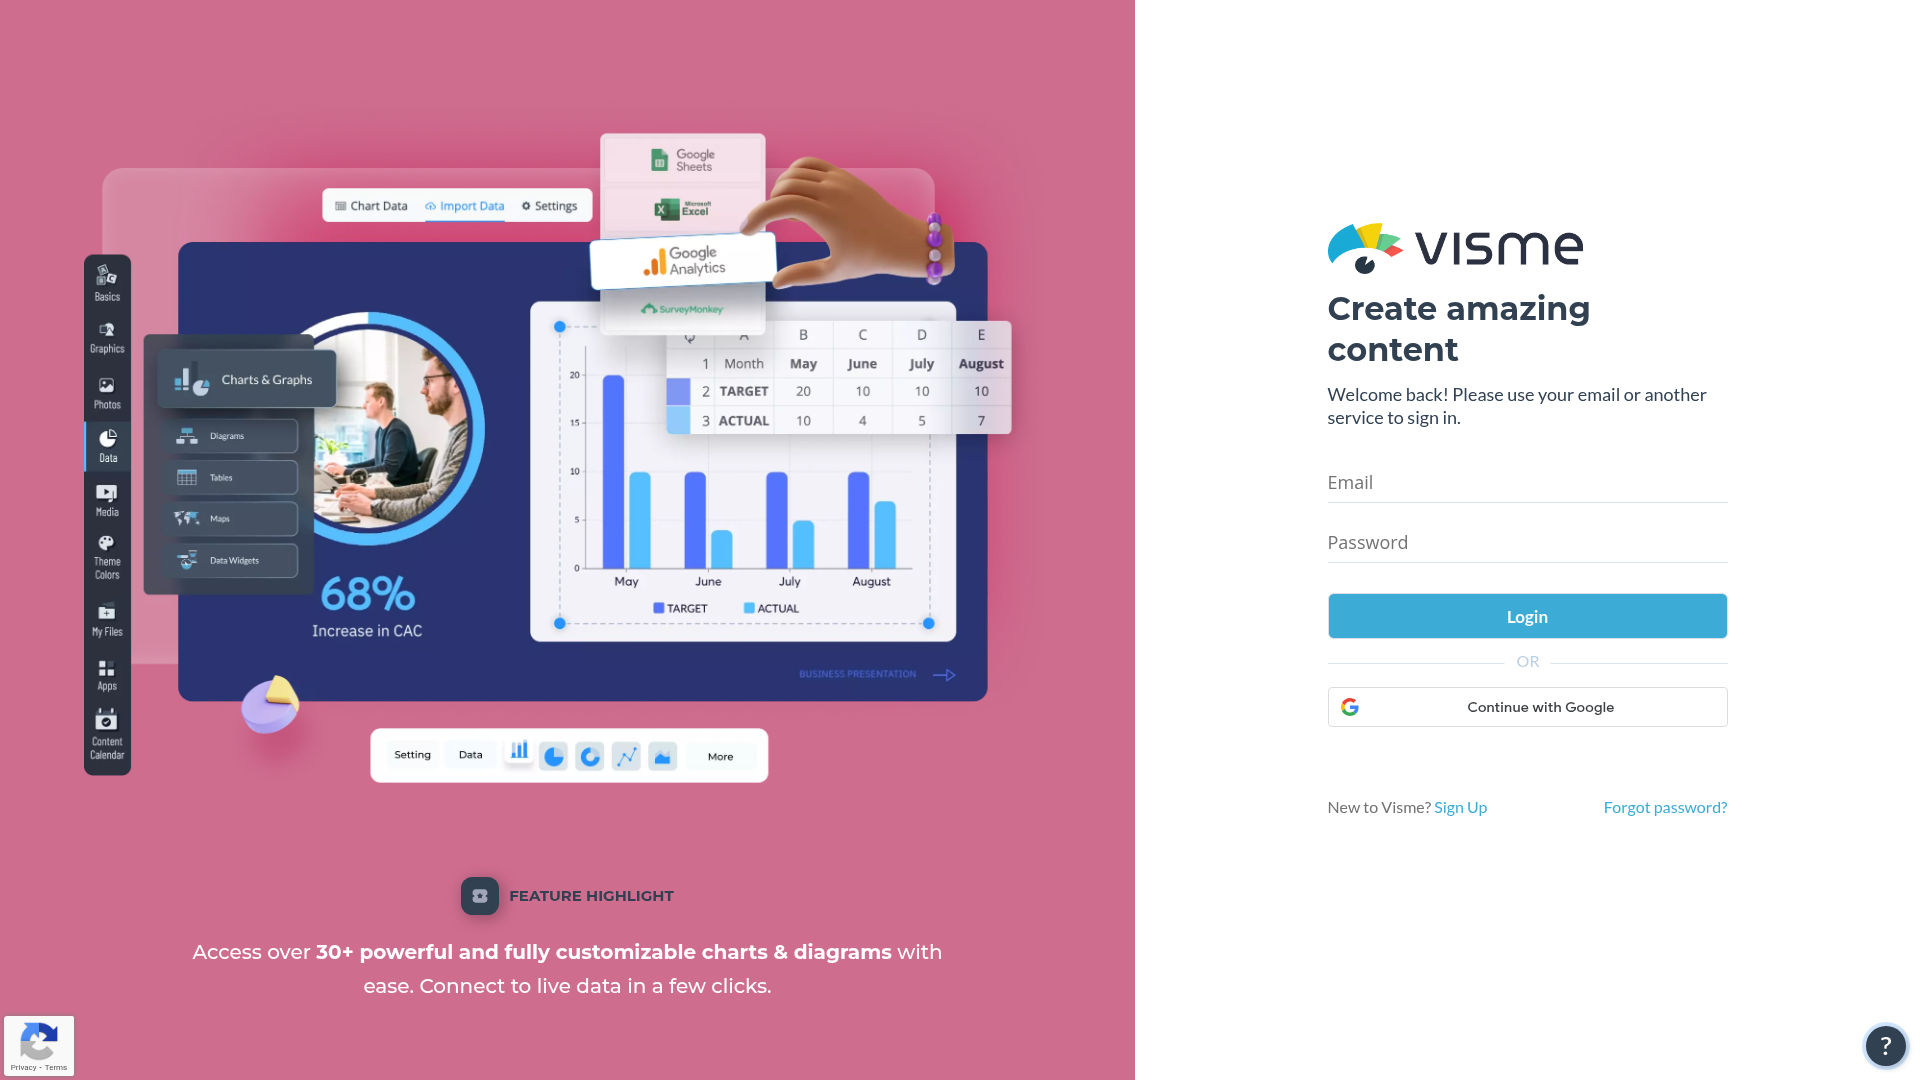 Google
Sheets
Microsoft
Excel
Google
Analytics
SurveyMonkey
Chart Data
Import Data
Settings
Basics
Graphics
Photos
Data
Media
Theme
Colors
My Files
Apps
Content
Calendar
Charts & Graphs
Diagrams
Tables
Maps
Data Widgets
68%
Increase in CAC
A B C D E
1 Month May June July August
2 TARGET 20 10 10 10
3 ACTUAL 10 4 5 7
20
15
10
5
0
May June July August
TARGET ACTUAL
BUSINESS PRESENTATION
Setting Data More
FEATURE HIGHLIGHT
Access over 30+ powerful and fully customizable charts & diagrams with
ease. Connect to live data in a few clicks.
Privacy - Terms
VISME
Create amazing
content
Welcome back! Please use your email or another
service to sign in.
Email
Password
Login
OR
Continue with Google
New to Visme? Sign Up
Forgot password?
?